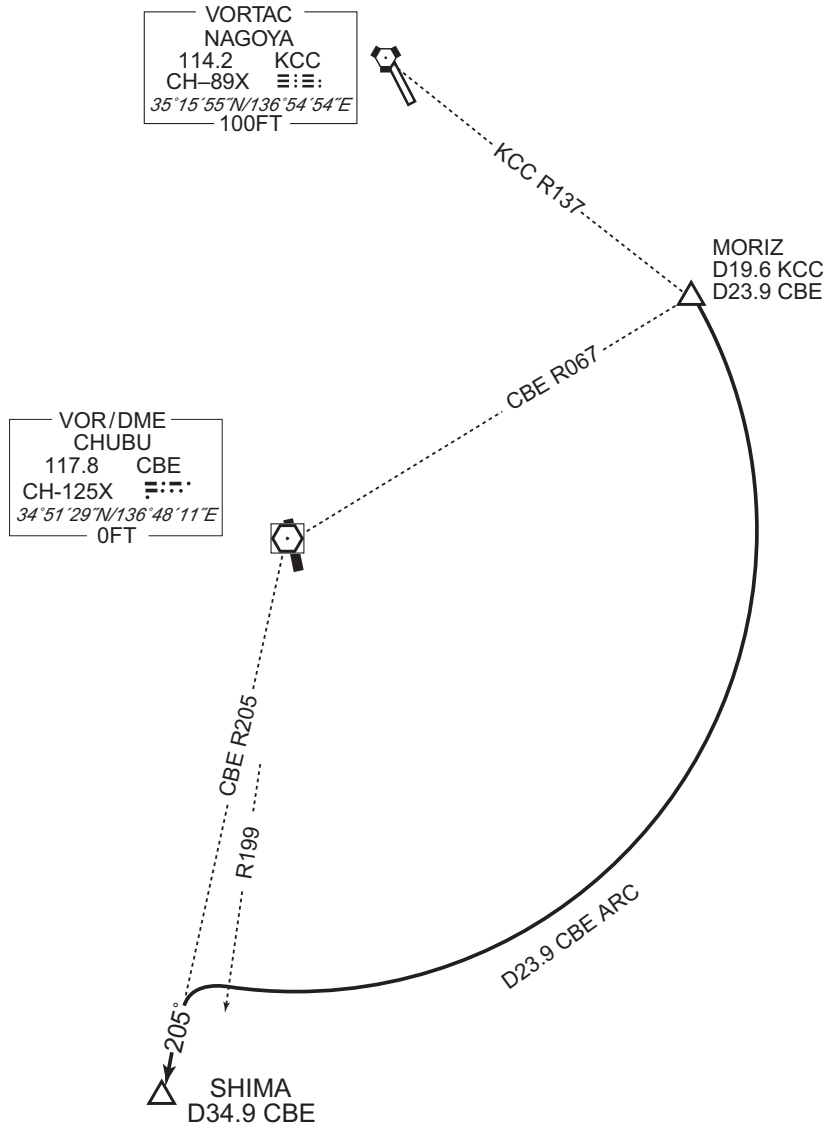 VORTAC
NAGOYA
114.2 KCC
CH–89X
35°15´55˝N/136°54´54˝E
100FT
KCC R137
MORIZ
D19.6 KCC
D23.9 CBE
CBE R067
VOR/DME
CHUBU
117.8 CBE
CH-125X
34°51´29˝N/136°48´11˝E
0FT
CBE R205
R199
D23.9 CBE ARC
205°
SHIMA
D34.9 CBE